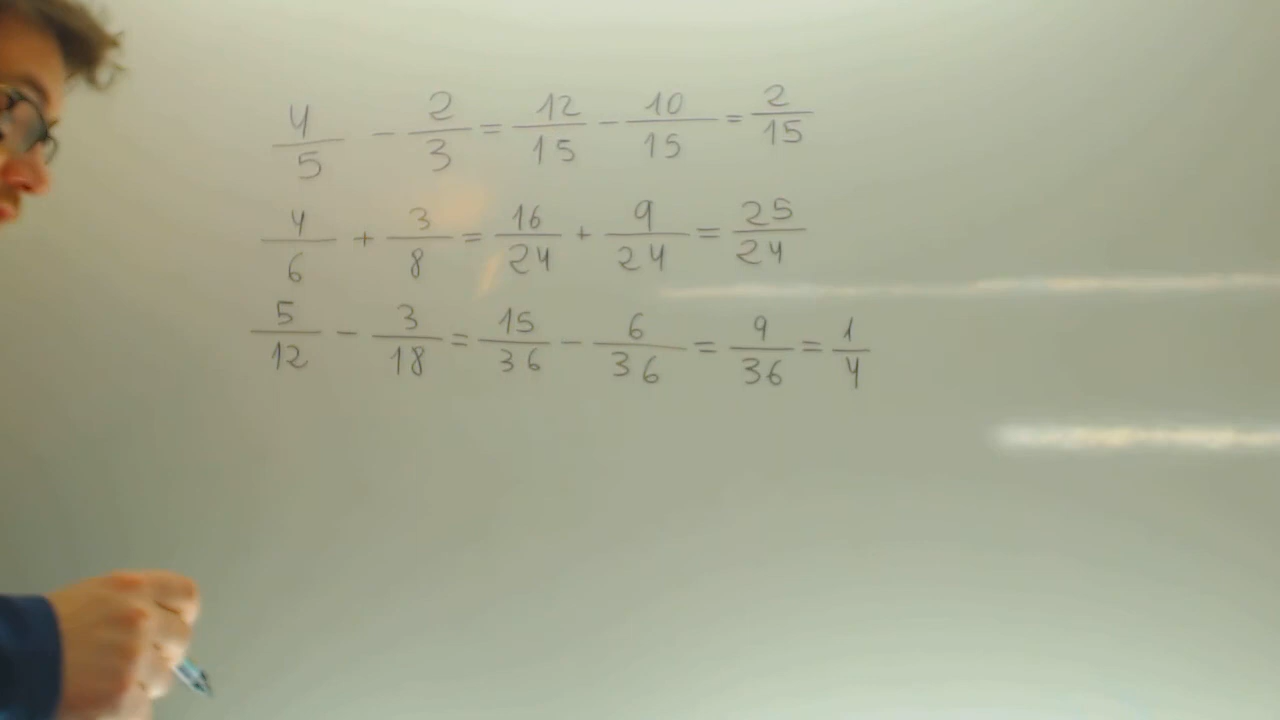 4/5 - 2/3 = 12/15 - 10/15 = 2/15
4/6 + 3/8 = 16/24 + 9/24 = 25/24
5/12 - 3/18 = 15/36 - 6/36 = 9/36 = 1/4